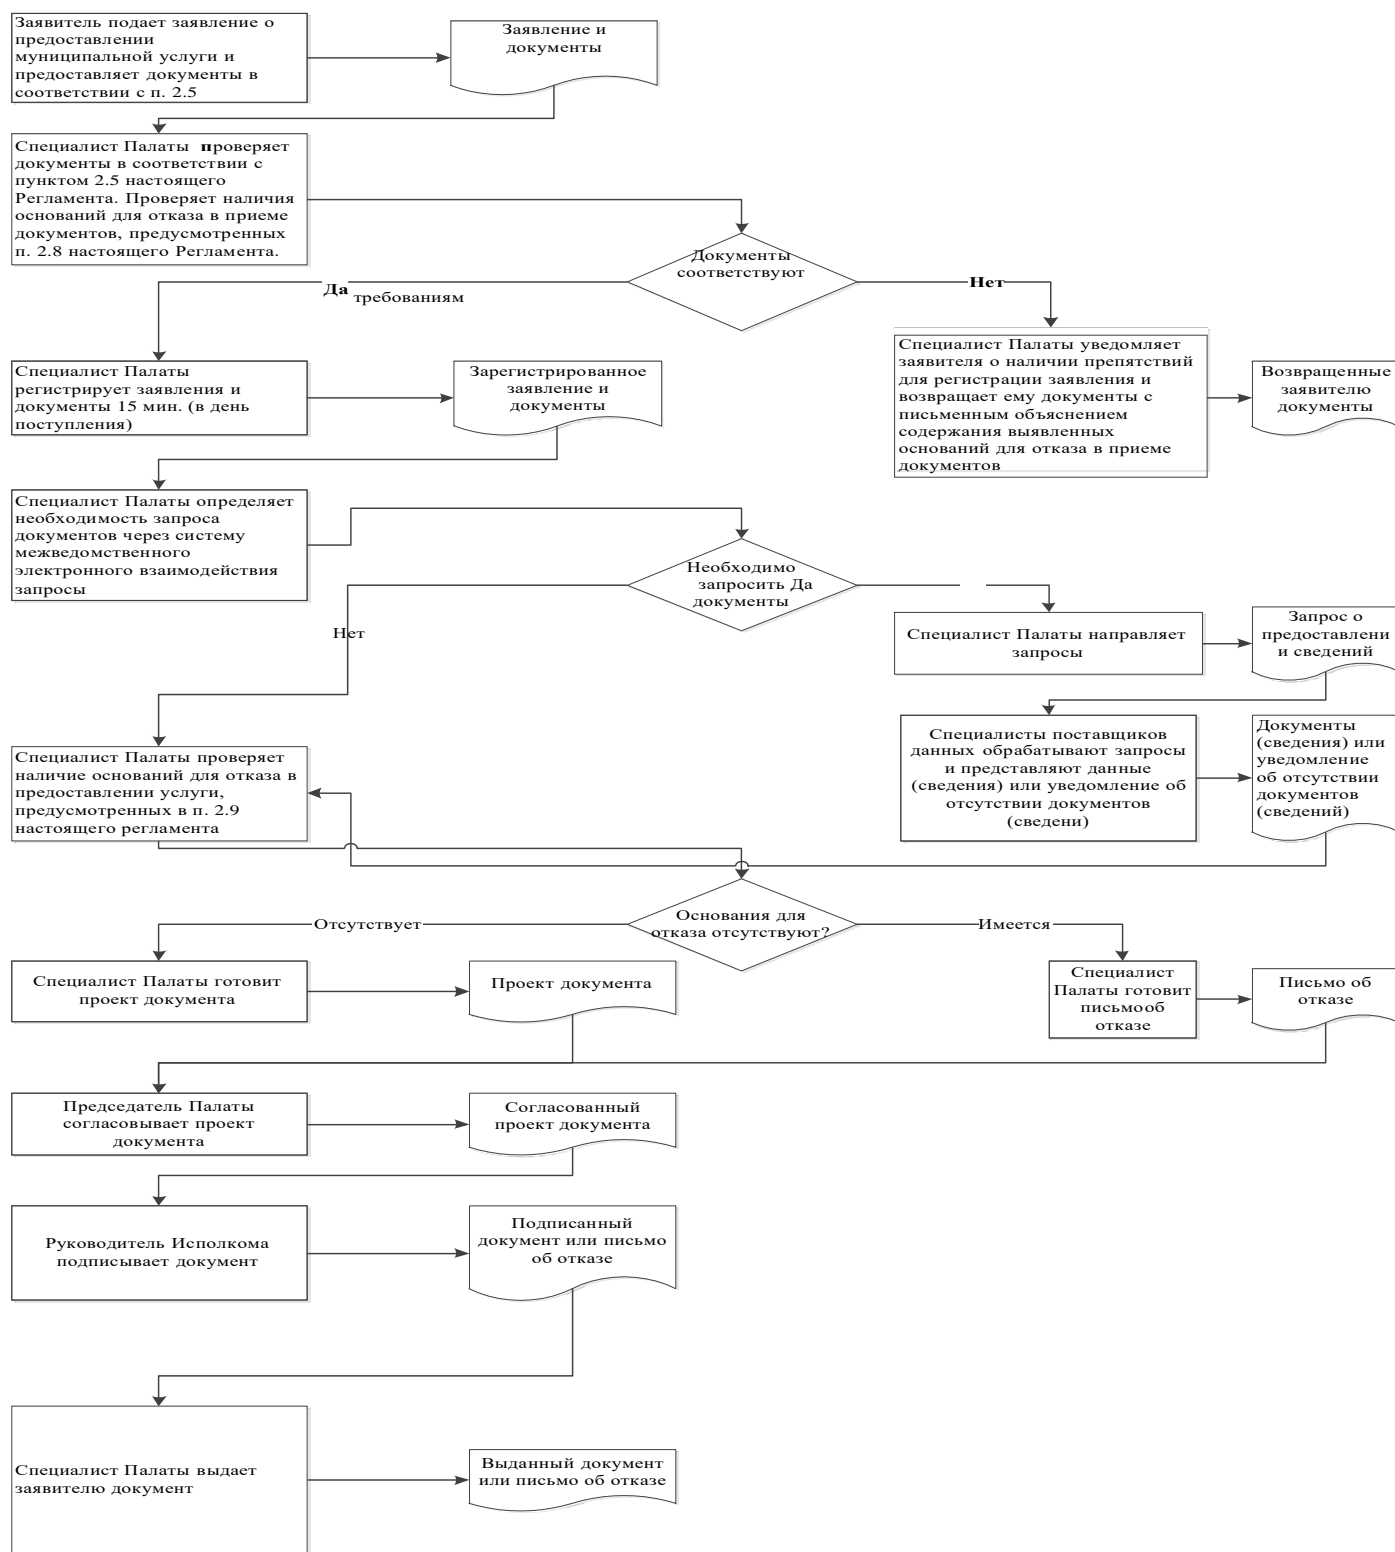 Заявитель подает заявление о
предоставлении
муниципальной услуги и
предоставляет документы в
соответствии с п. 2.5
Заявление и
документы
Специалист Палаты проверяет
документы в соответствии с
пунктом 2.5 настоящего
Регламента. Проверяет наличия
оснований для отказа в приеме
документов, предусмотренных
п. 2.8 настоящего Регламента.
Документы
соответствуют
Да
требованиям
Нет
Специалист Палаты
регистрирует заявления и
документы 15 мин. (в день
поступления)
Зарегистрированное
заявление и
документы
Специалист Палаты уведомляет
заявителя о наличии препятствий
для регистрации заявления и
возвращает ему документы с
письменным объяснением
содержания выявленных
оснований для отказа в приеме
документов
Возвращенные
заявителю
документы
Специалист Палаты определяет
необходимость запроса
документов через систему
межведомственного
электронного взаимодействия
запросы
Необходимо
запросить Да
документы
Нет
Специалист Палаты направляет
запросы
Запрос о
предоставлени
и сведений
Специалисты поставщиков
данных обрабатывают запросы
и представляют данные
(сведения) или уведомление об
отсутствии документов
(сведени)
Документы
(сведения) или
уведомление
об отсутствии
документов
(сведений)
Специалист Палаты проверяет
наличие оснований для отказа в
предоставлении услуги,
предусмотренных в п. 2.9
настоящего регламента
Основания для
отказа отсутствуют?
Отсутствует
Имеется
Специалист Палаты готовит
проект документа
Проект документа
Специалист
Палаты готовит
письмооб
отказе
Письмо об
отказе
Председатель Палаты
согласовывает проект
документа
Согласованный
проект документа
Руководитель Исполкома
подписывает документ
Подписанный
документ или письмо
об отказе
Специалист Палаты выдает
заявителю документ
Выданный документ
или письмо об отказе